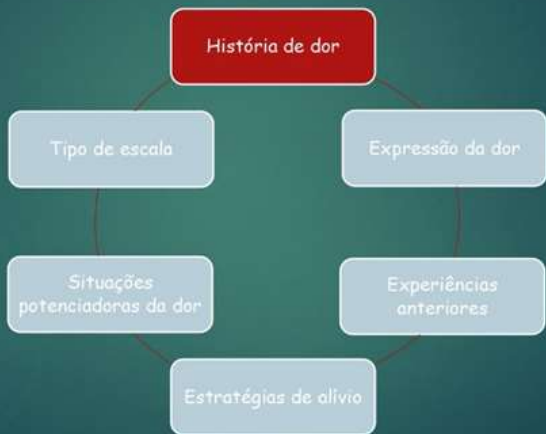 História de dor
Tipo de escala
Expressão da dor
Situações
potenciadoras da dor
Experiências
anteriores
Estratégias de alívio